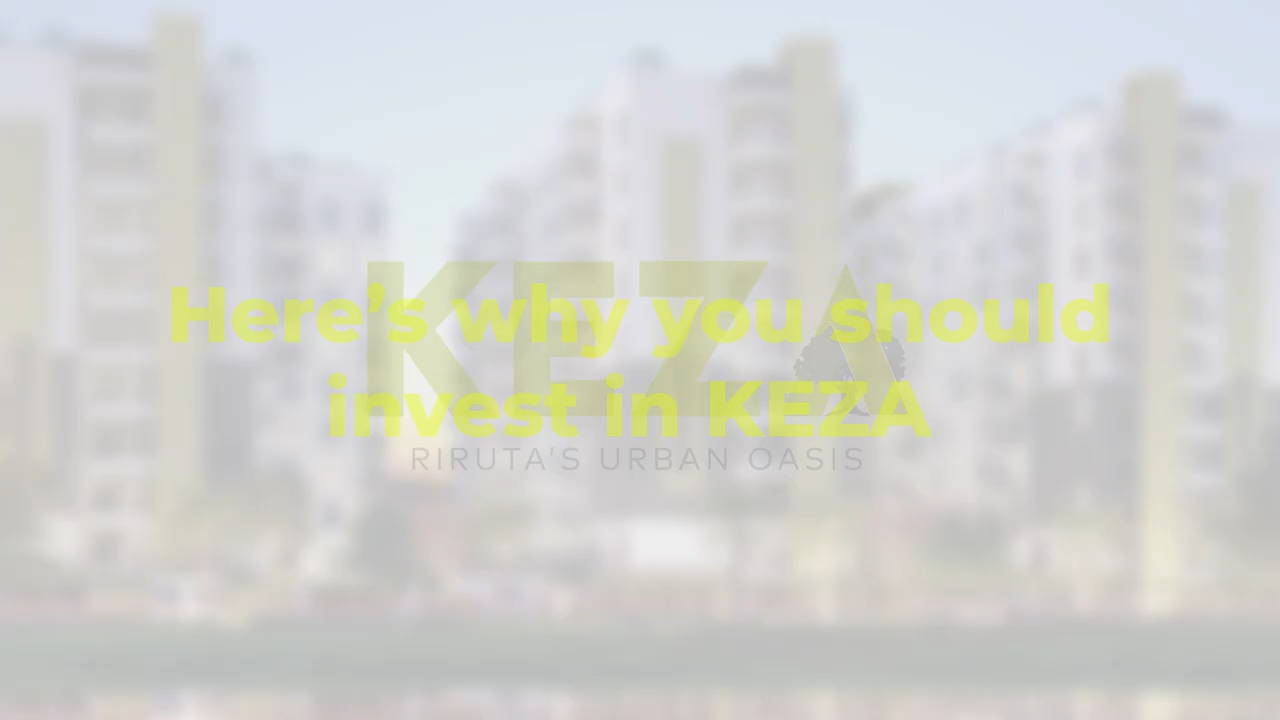 KEZA
Here's why you should
invest in KEZA
RIRUTA'S URBAN OASIS